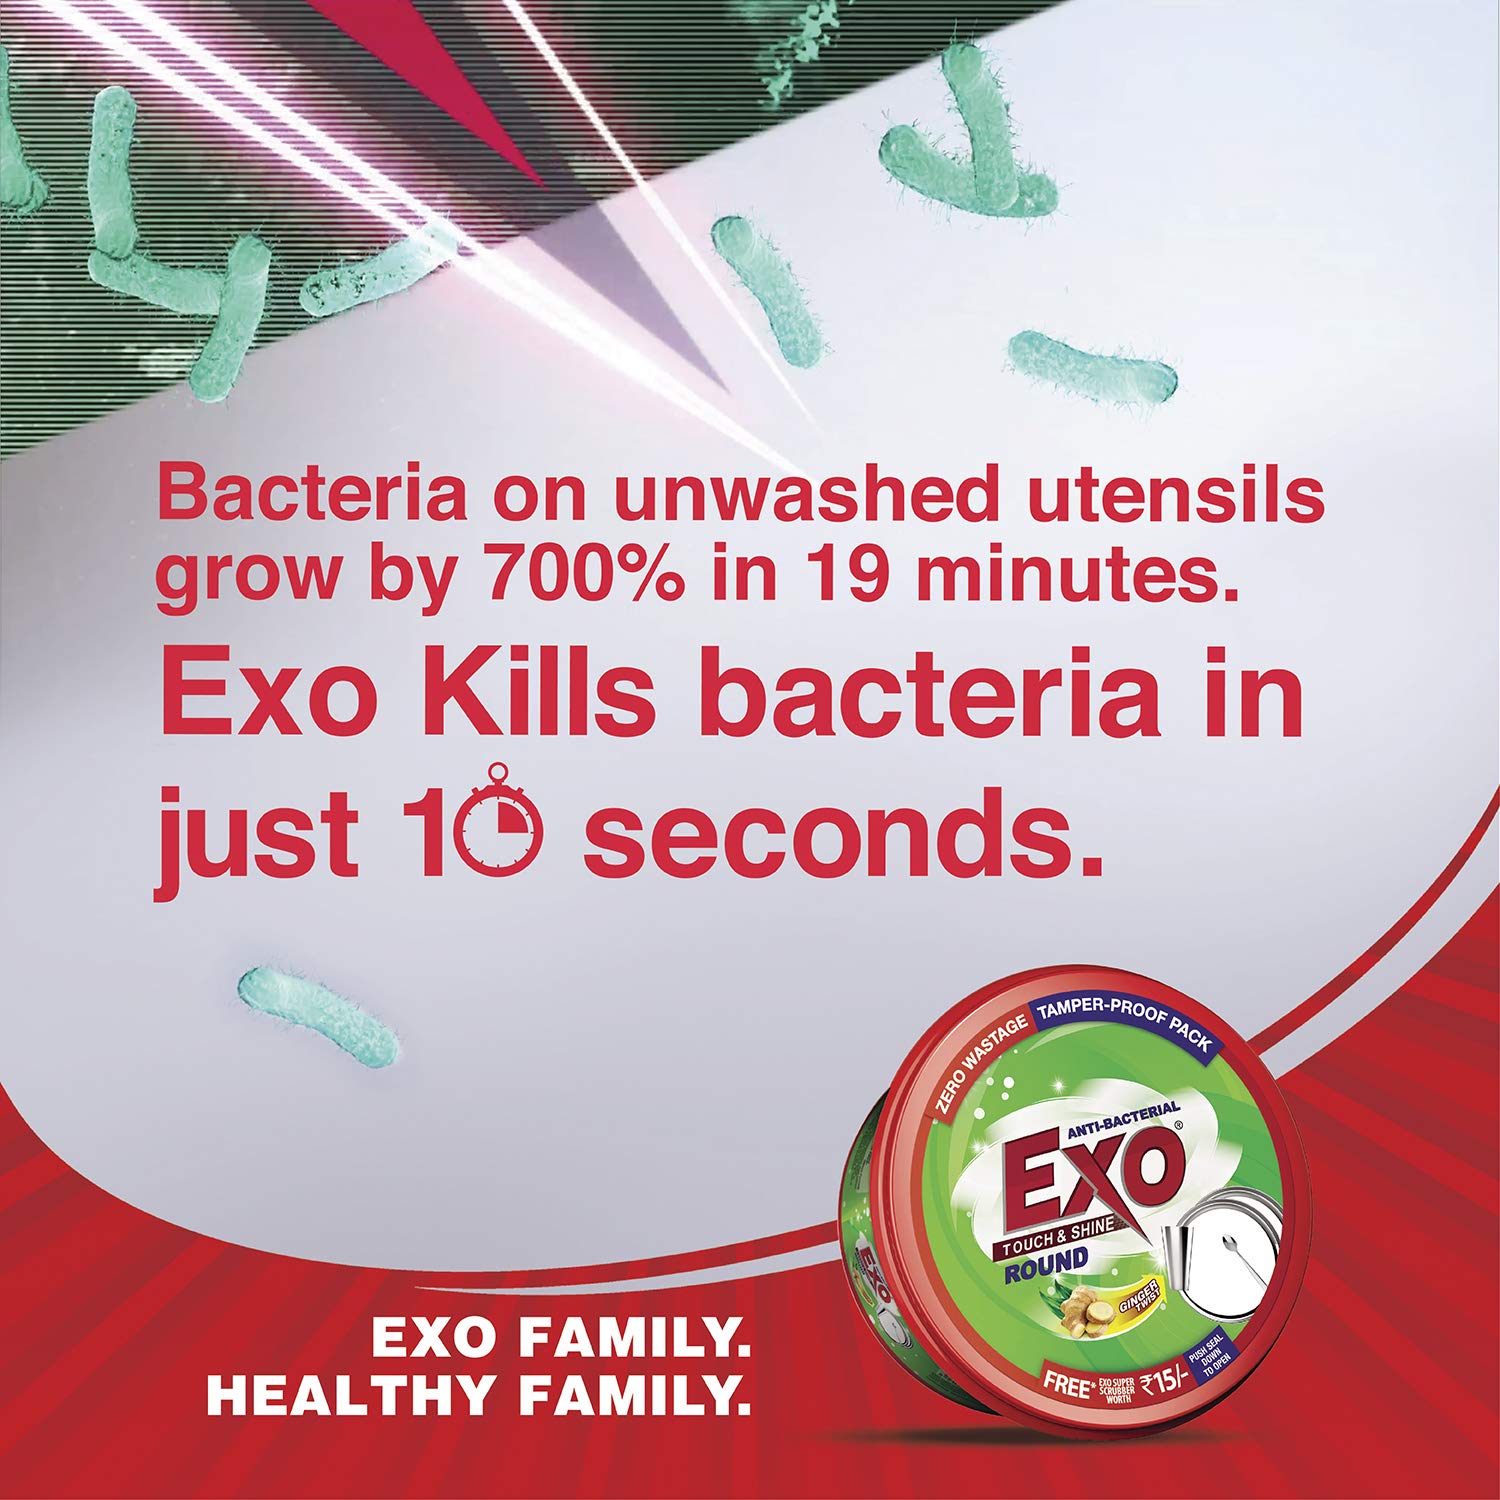 Bacteria on unwashed utensils
grow by 700% in 19 minutes.
Exo Kills bacteria in
just 10 seconds.
EXO FAMILY.
HEALTHY FAMILY.
ZERO WASTAGE TAMPER-PROOF PACK
ANTI-BACTERIAL
EXO®
TOUCH & SHINE
ROUND
GINGER
TWIST
FREE* EXO SUPER
SCRUBBER
WORTH ₹15/-
PUSH SEAL
DOWN
TO OPEN
EXO